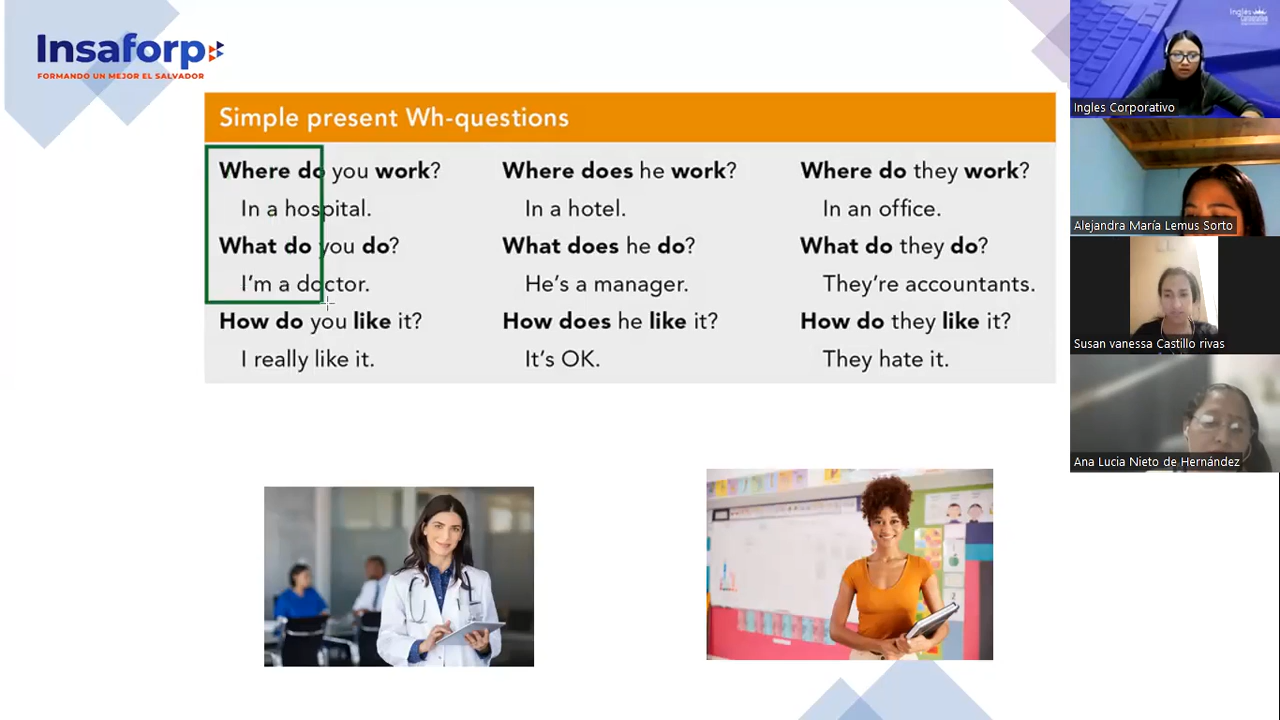 Insaforp
FORMANDO UN MEJOR EL SALVADOR
Simple present Wh-questions
Where do you work? Where does he work? Where do they work?
In a hospital. In a hotel. In an office.
What do you do? What does he do? What do they do?
I'm a doctor. He's a manager. They're accountants.
How do you like it? How does he like it? How do they like it?
I really like it. It's OK. They hate it.
Ingles Corporativo
Alejandra María Lemus Sorto
Susan vanessa Castillo rivas
Ana Lucia Nieto de Hernández